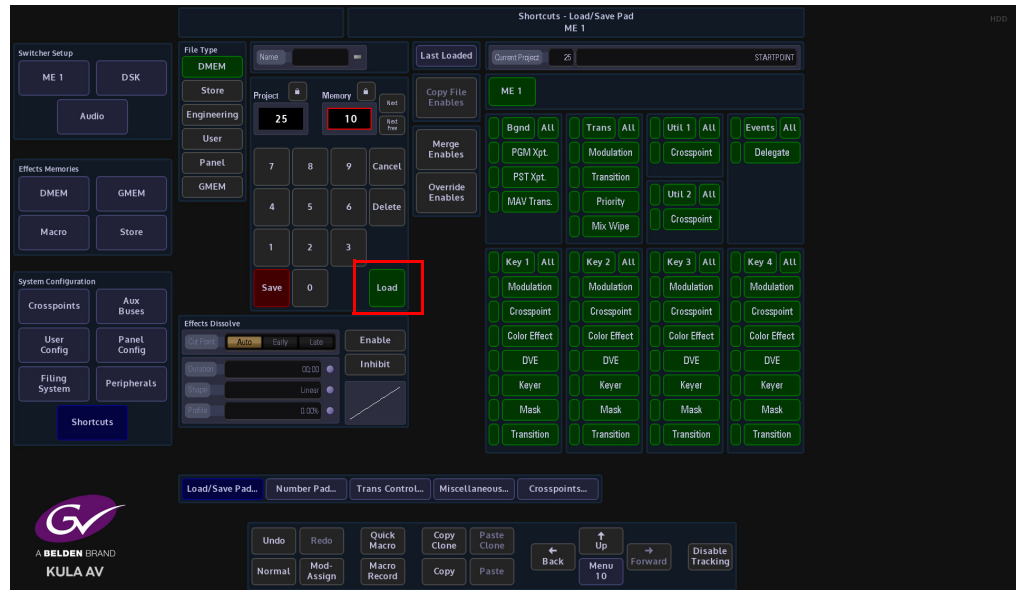 Shortcuts - Load/Save Pad
ME 1
HDD
Switcher Setup
ME 1
DSK
Audio
Effects Memories
DMEM
GMEM
Macro
Store
System Configuration
Crosspoints
Aux
Buses
User
Config
Panel
Config
Filing
System
Peripherals
Shortcuts
File Type
DMEM
Store
Engineering
User
Panel
GMEM
Name
Project
Memory
25
10
Next
Next
Free
7 8 9 Cancel
4 5 6 Delete
1 2 3
Save 0 Load
Last Loaded
Copy File
Enables
Merge
Enables
Override
Enables
Effects Dissolve
Cut Point Auto Early Late
Enable
Duration 00:00
Inhibit
Shape Linear
Profile 0.00%
Current Project 25 STARTPOINT
ME 1
Bgnd All
PGM Xpt.
PST Xpt.
MAV Trans.
Trans All
Modulation
Transition
Priority
Mix Wipe
Util 1 All
Crosspoint
Util 2 All
Crosspoint
Events All
Delegate
Key 1 All
Modulation
Crosspoint
Color Effect
DVE
Keyer
Mask
Transition
Key 2 All
Modulation
Crosspoint
Color Effect
DVE
Keyer
Mask
Transition
Key 3 All
Modulation
Crosspoint
Color Effect
DVE
Keyer
Mask
Transition
Key 4 All
Modulation
Crosspoint
Color Effect
DVE
Keyer
Mask
Transition
Load/Save Pad...
Number Pad...
Trans Control...
Miscellaneous...
Crosspoints...
GV
A BELDEN BRAND
KULA AV
Undo
Redo
Quick
Macro
Copy
Clone
Paste
Clone
Normal
Mod-
Assign
Macro
Record
Copy
Paste
Back
Up
Menu
10
Forward
Disable
Tracking